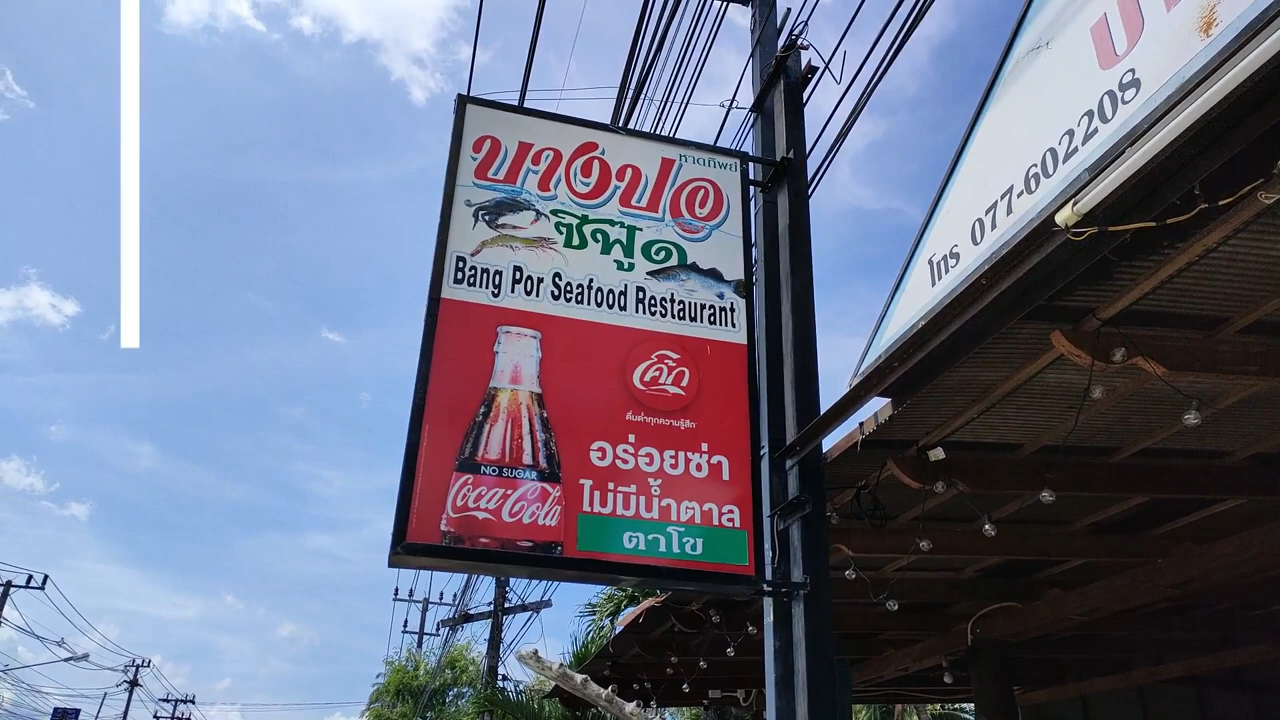 หาดทิพย์
บางปอ
ซีฟู๊ด
Bang Por Seafood Restaurant
โค้ก
ดื่มด่ำทุกความรู้สึก
อร่อยซ่า
ไม่มีน้ำตาล
ตาโข
NO SUGAR
Coca-Cola
โทร 077-602208